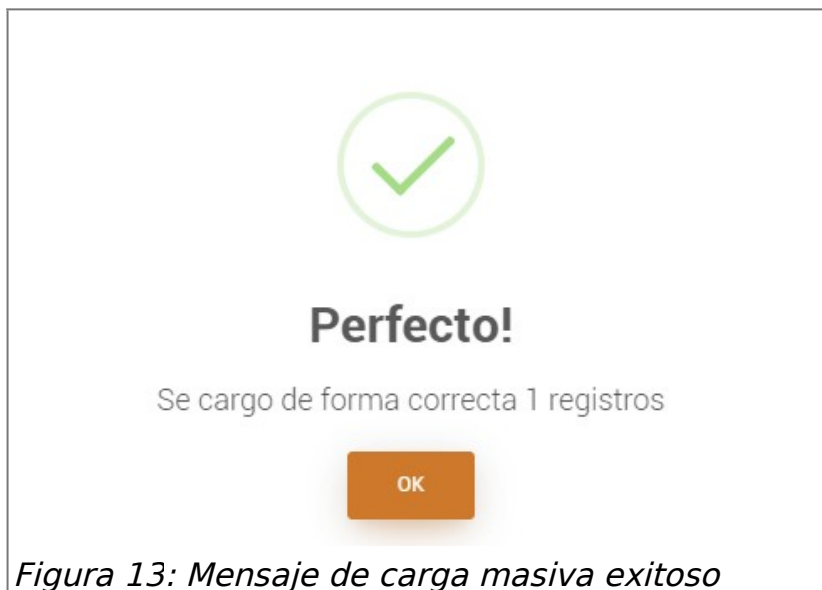 Perfecto!
Se cargo de forma correcta 1 registros
OK
Figura 13: Mensaje de carga masiva exitoso